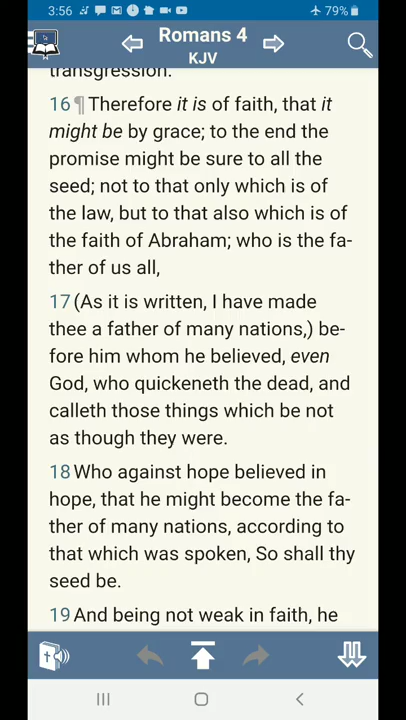 3:56
79%
Romans 4
KJV
transgression.
16 ¶ Therefore it is of faith, that it
might be by grace; to the end the
promise might be sure to all the
seed; not to that only which is of
the law, but to that also which is of
the faith of Abraham; who is the fa-
ther of us all,
17 (As it is written, I have made
thee a father of many nations,) be-
fore him whom he believed, even
God, who quickeneth the dead, and
calleth those things which be not
as though they were.
18 Who against hope believed in
hope, that he might become the fa-
ther of many nations, according to
that which was spoken, So shall thy
seed be.
19 And being not weak in faith, he